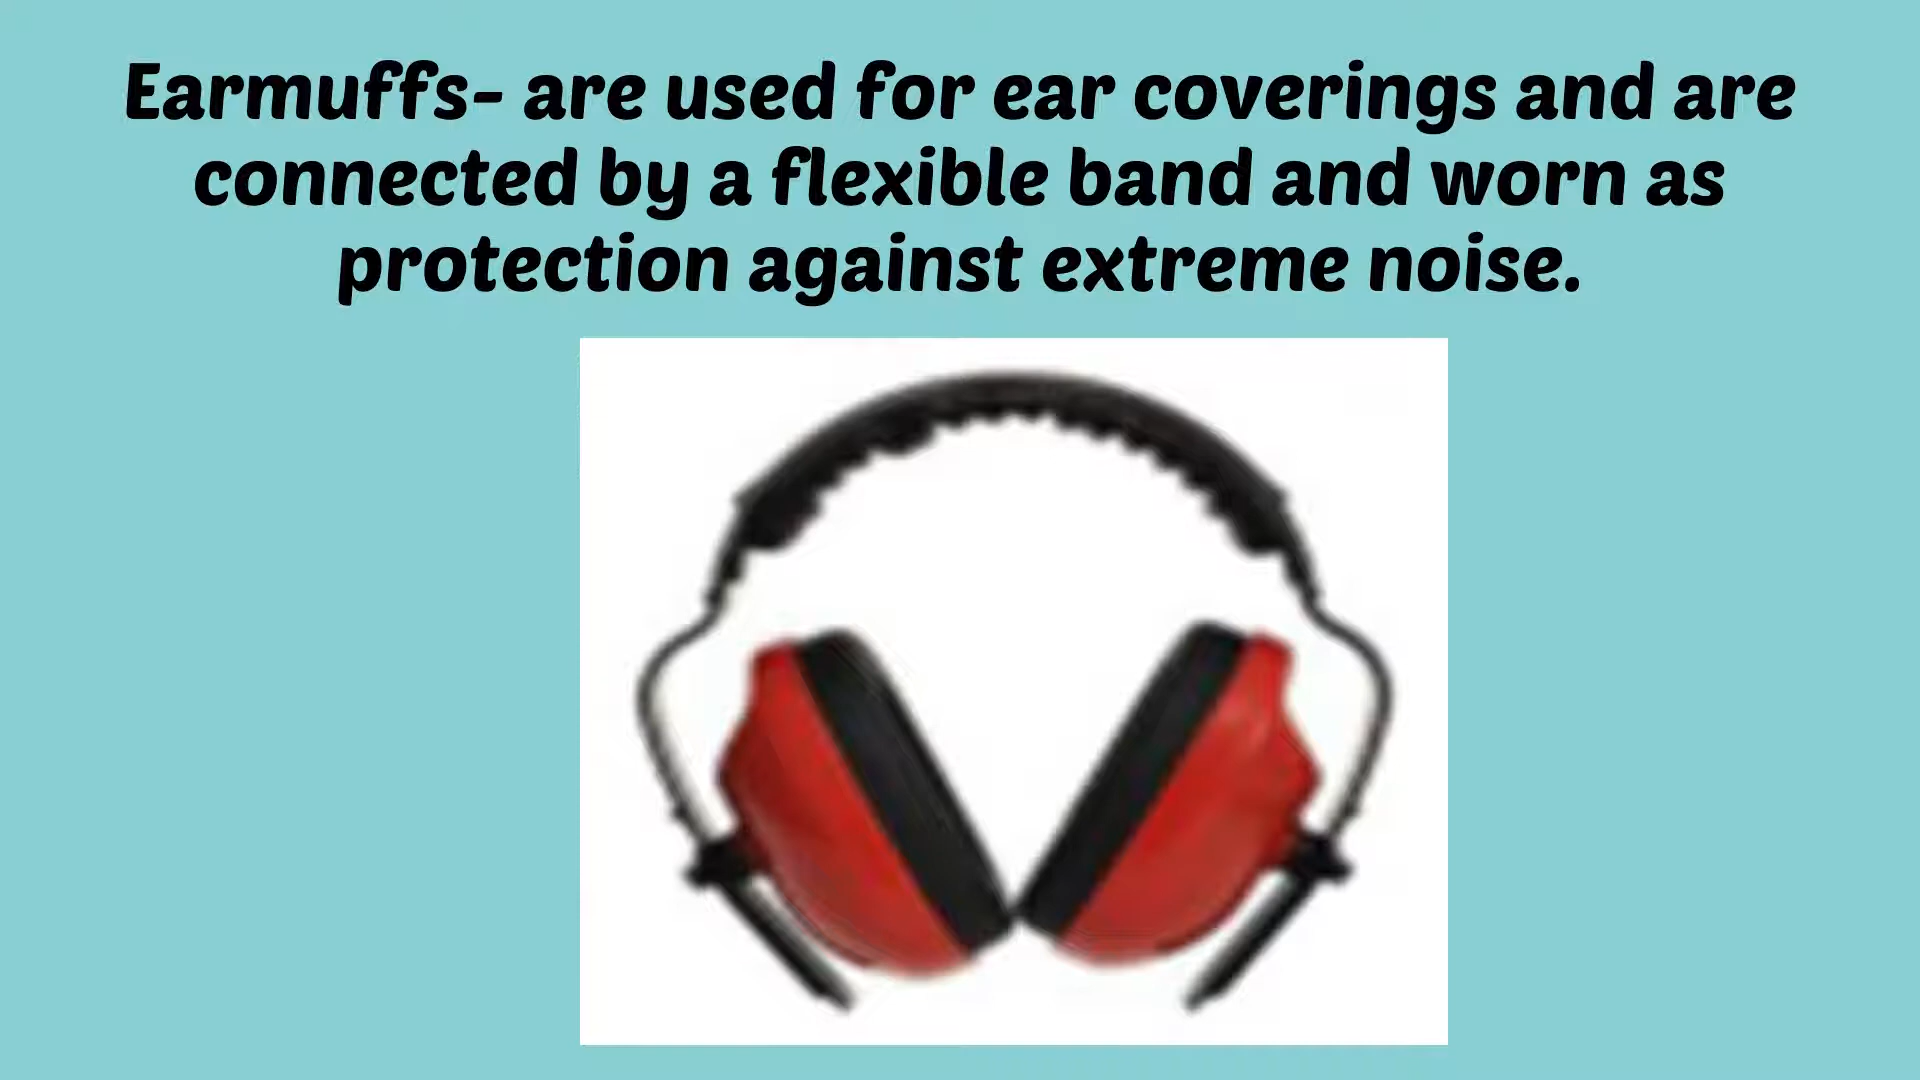 Earmuffs- are used for ear coverings and are
connected by a flexible band and worn as
protection against extreme noise.